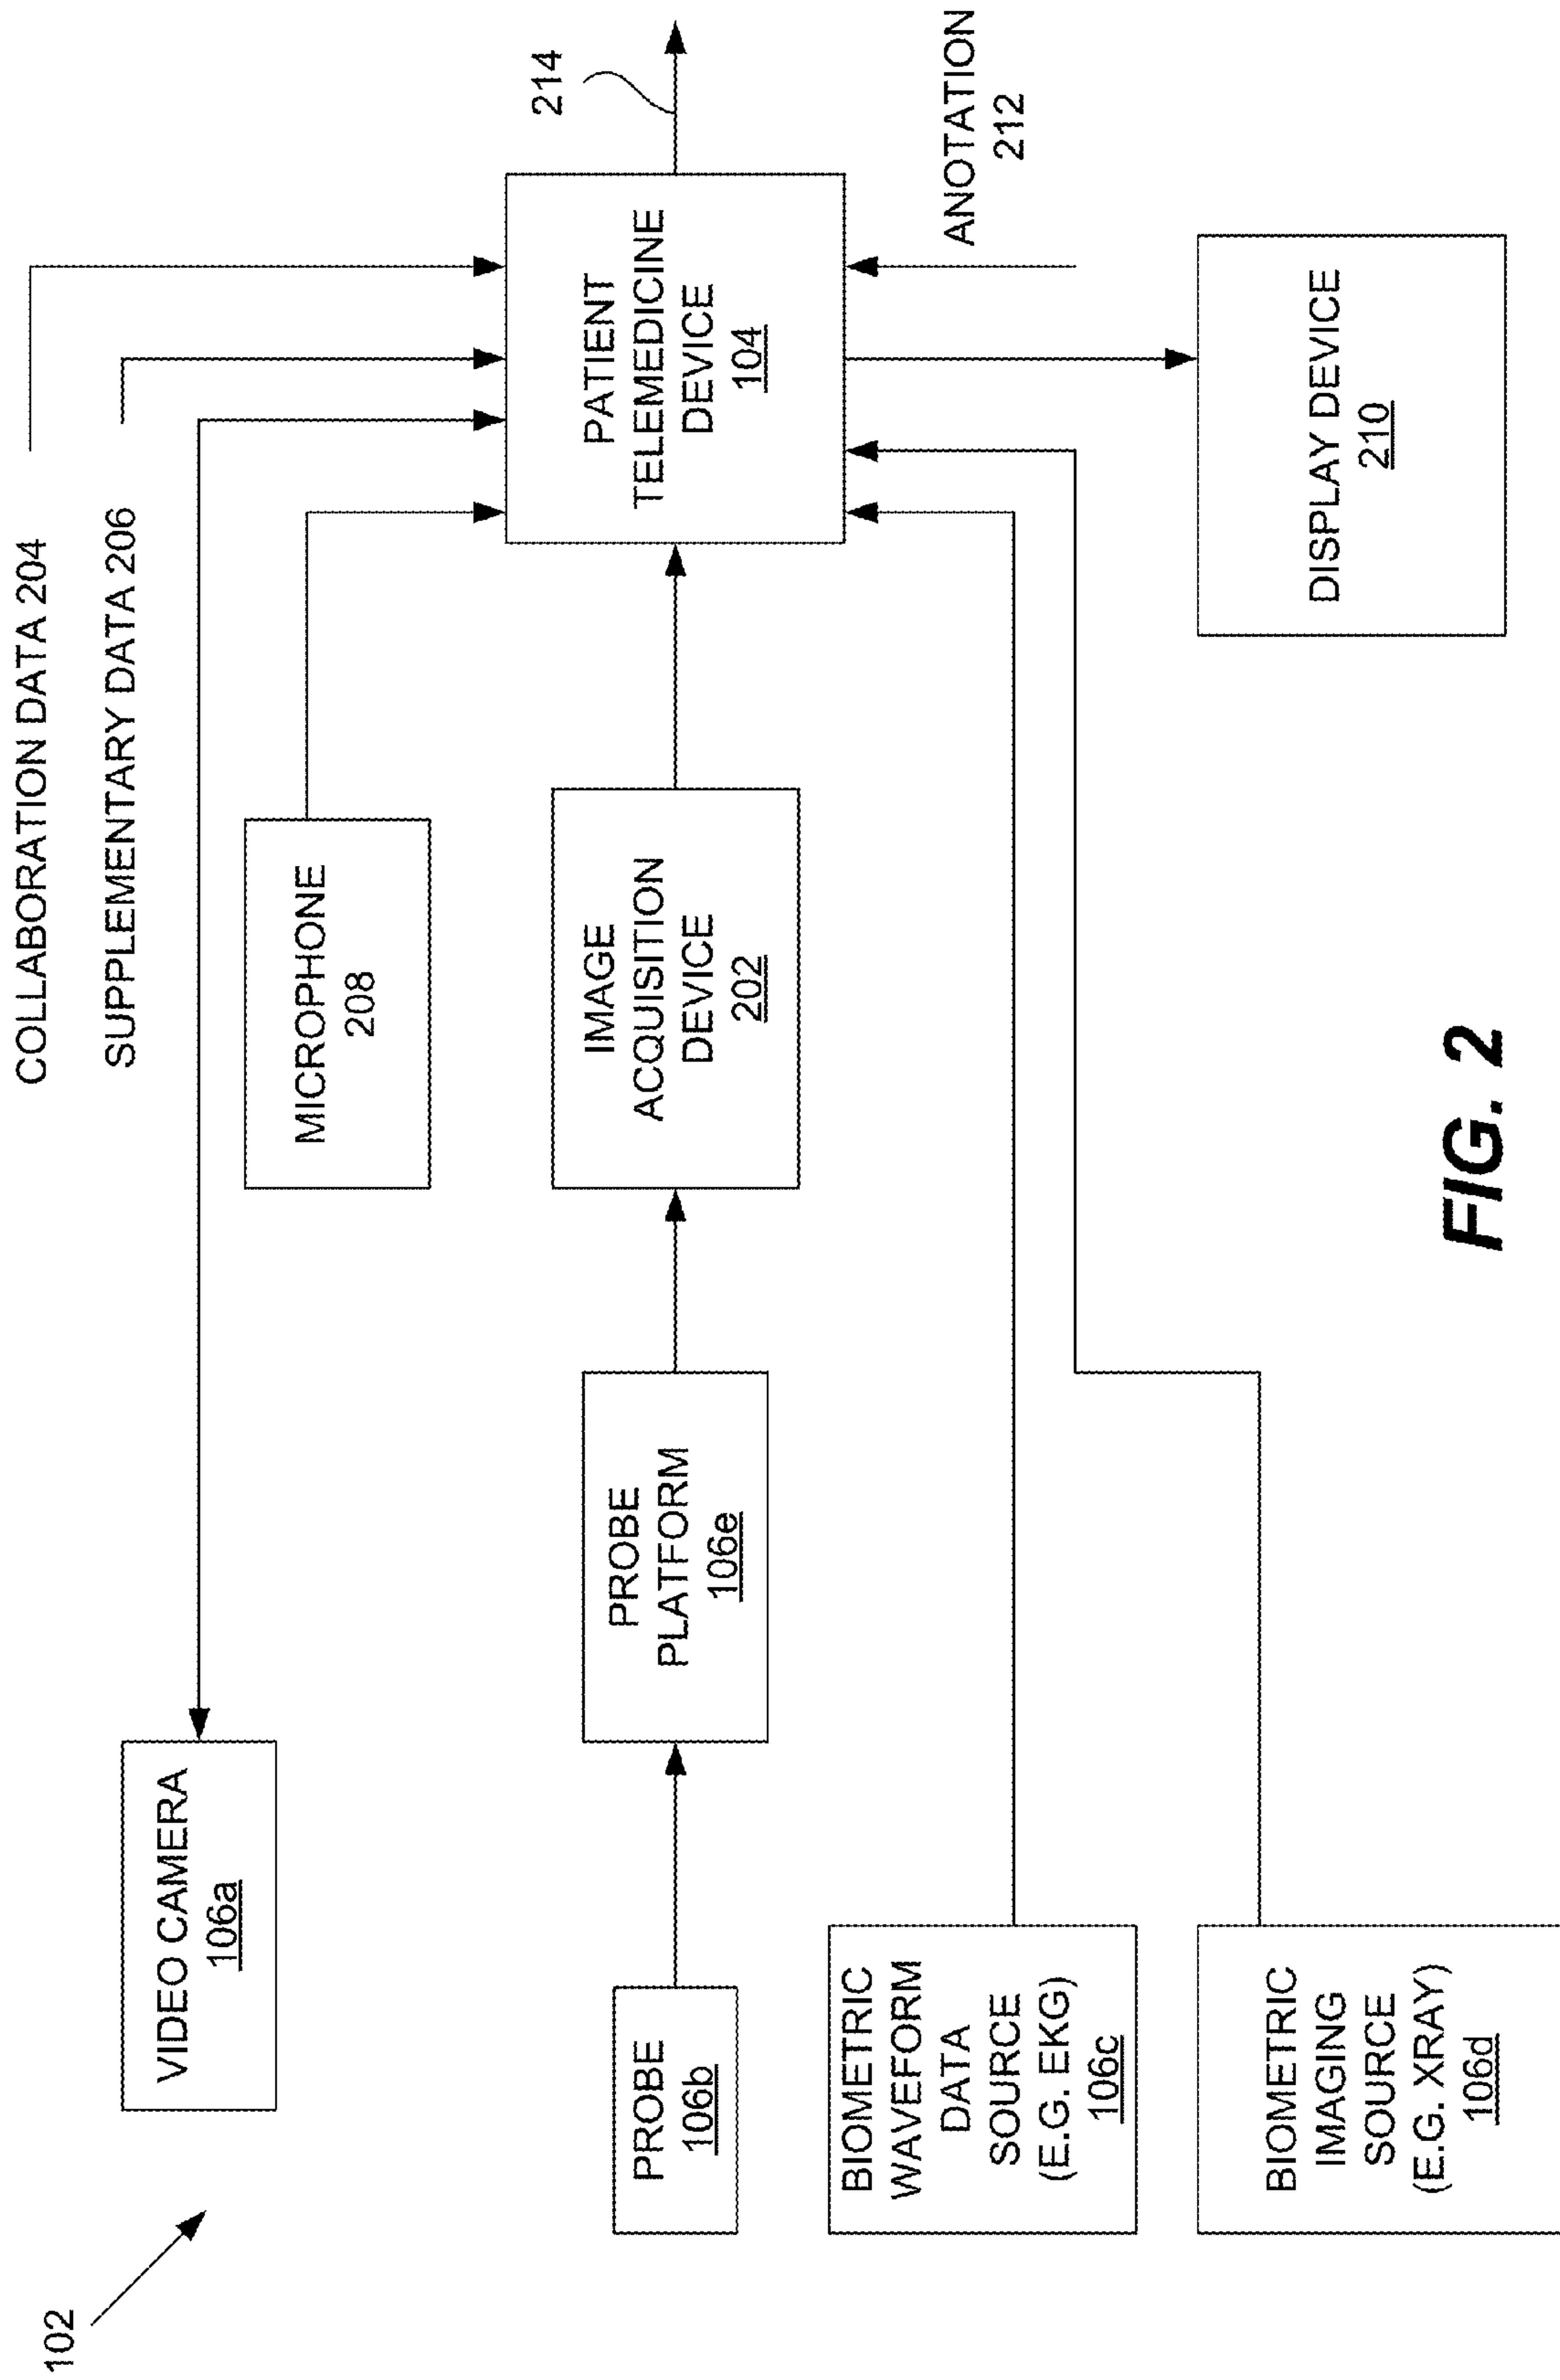 102
COLLABORATION DATA 204
SUPPLEMENTARY DATA 206
VIDEO CAMERA
106a
MICROPHONE
208
214
PROBE
106b
PROBE
PLATFORM
106e
IMAGE
ACQUISITION
DEVICE
202
PATIENT
TELEMEDICINE
DEVICE
104
BIOMETRIC
WAVEFORM
DATA
SOURCE
(E.G. EKG)
106c
ANOTATION
212
BIOMETRIC
IMAGING
SOURCE
(E.G. XRAY)
106d
DISPLAY DEVICE
210
FIG. 2